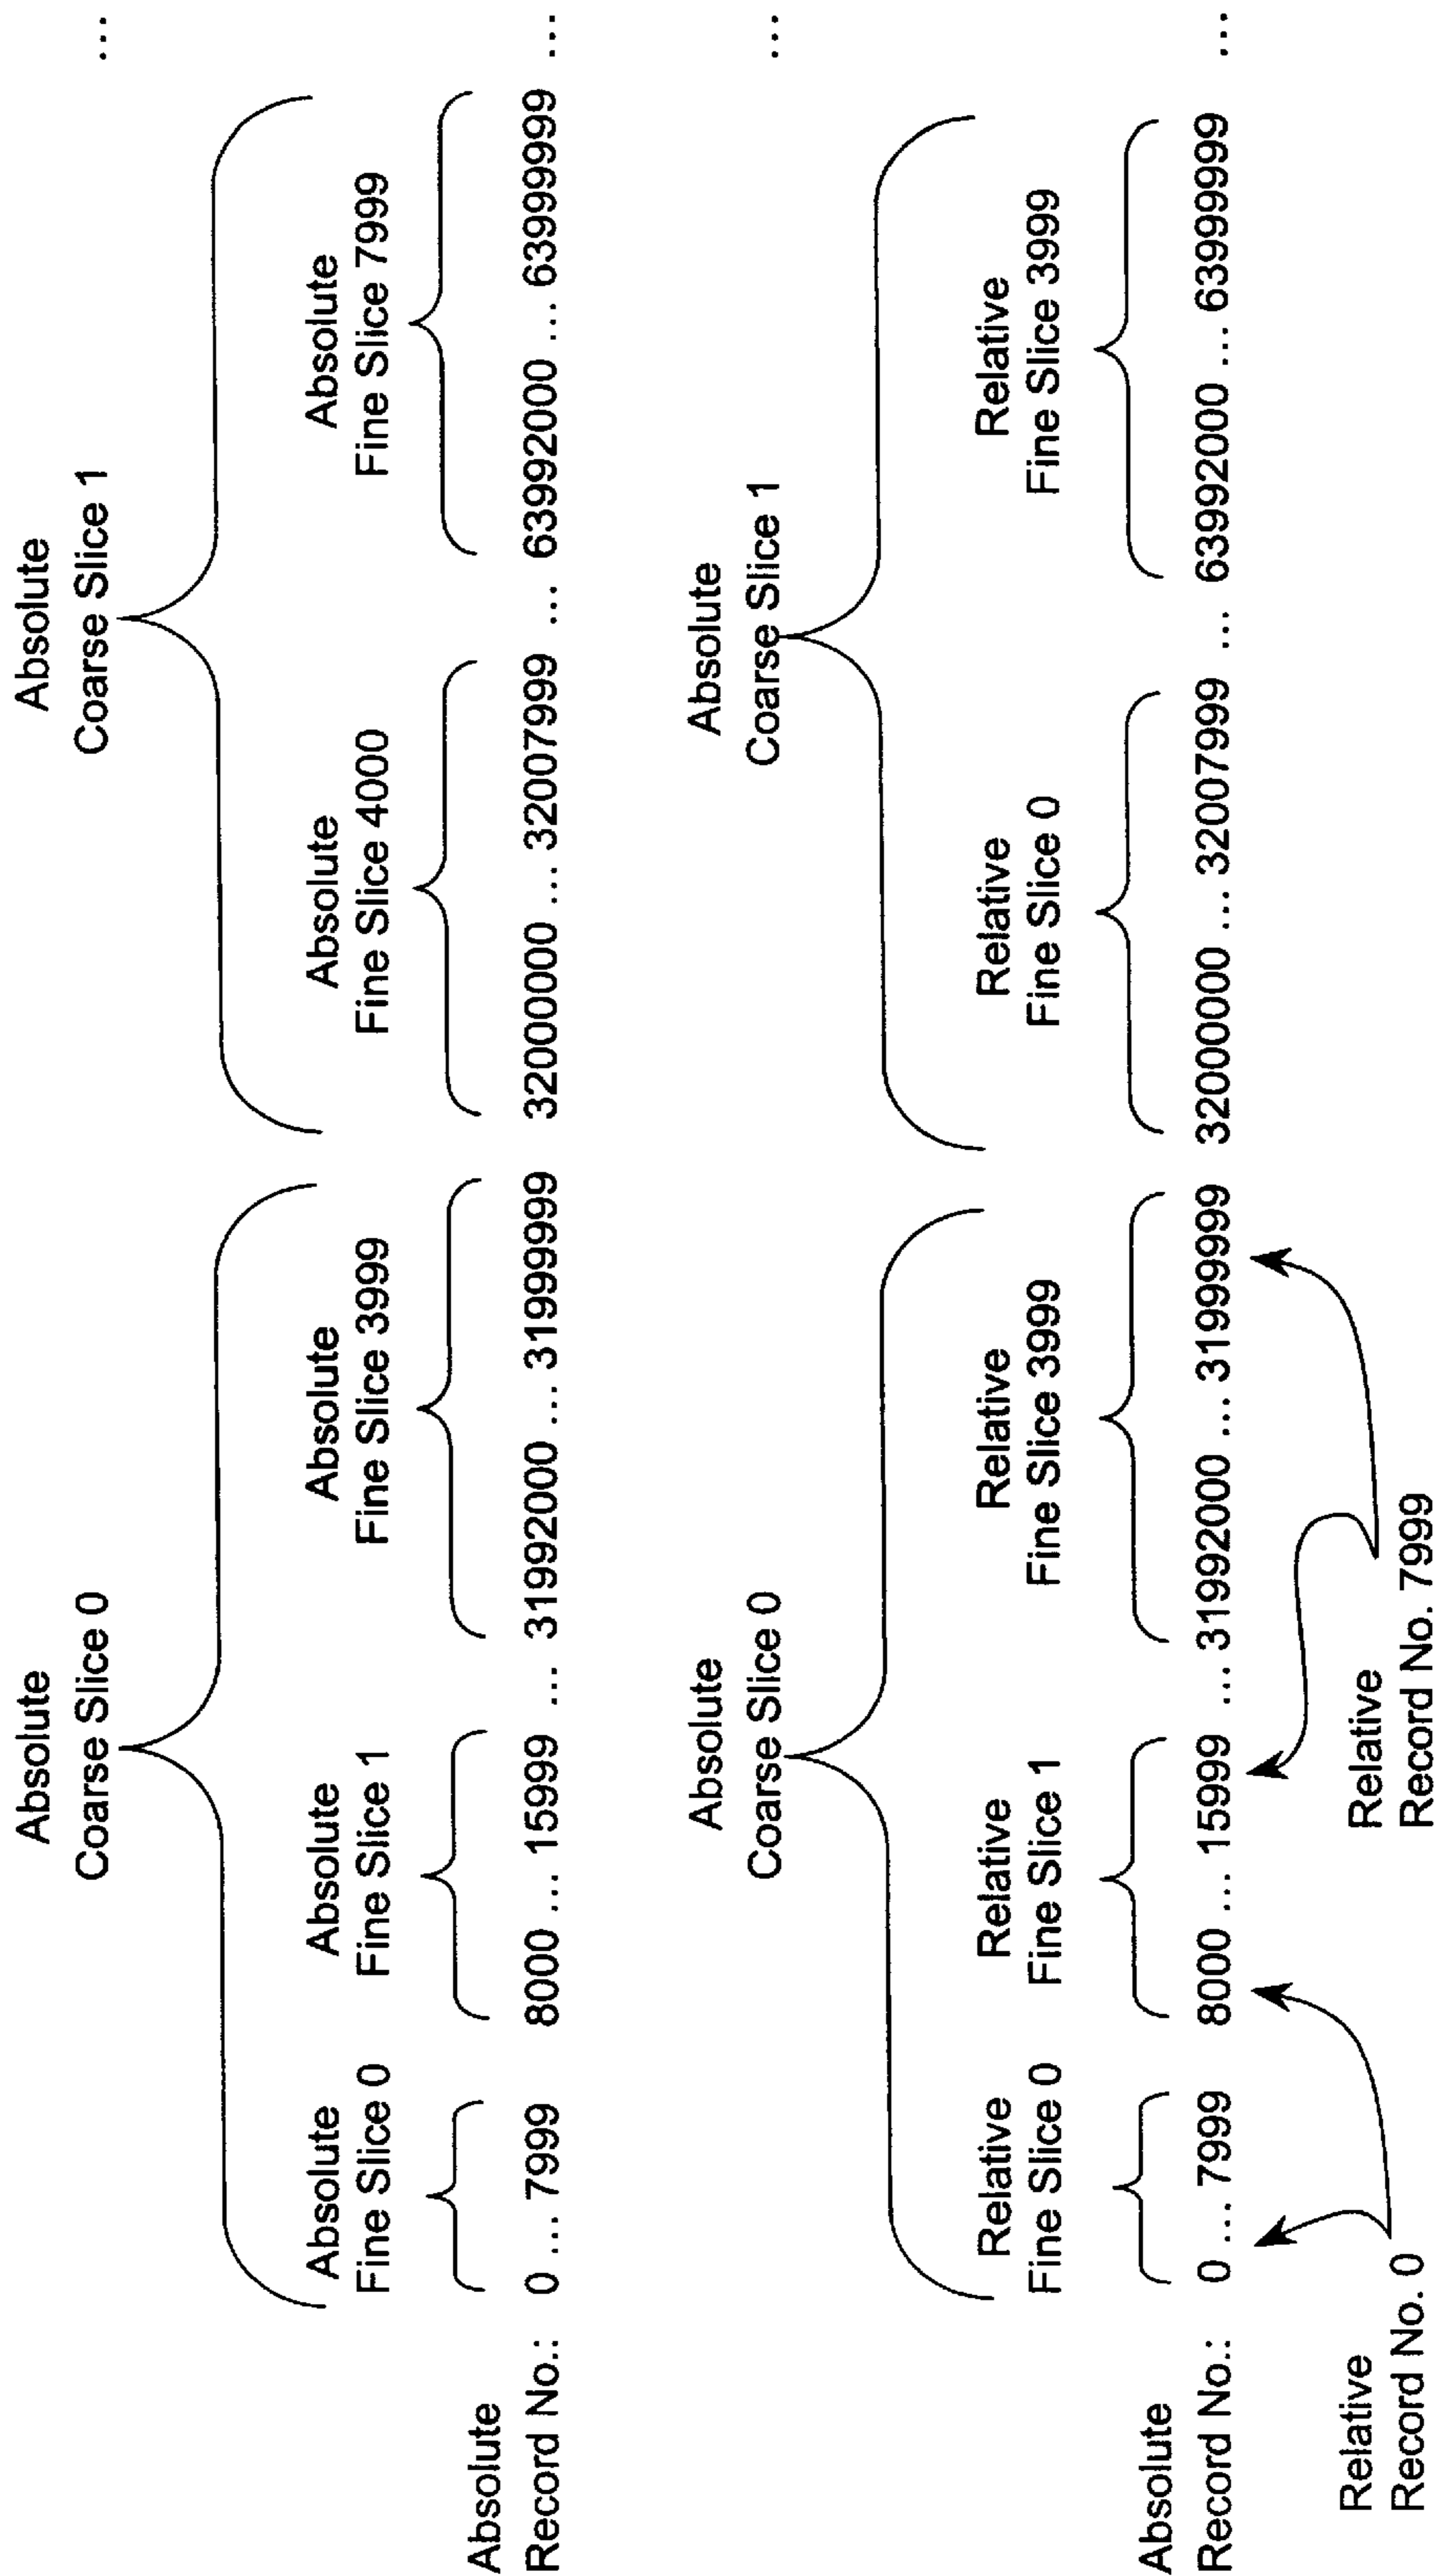 Absolute
Coarse Slice 0
Absolute
Coarse Slice 1
...
Absolute
Fine Slice 0
Absolute
Fine Slice 1
Absolute
Fine Slice 3999
Absolute
Fine Slice 4000
Absolute
Fine Slice 7999
Absolute
Record No.: 0 ... 7999 8000 ... 15999 ... 31992000 ... 31999999 32000000 ... 32007999 ... 63992000 ... 63999999 ...
Absolute
Coarse Slice 0
Absolute
Coarse Slice 1
...
Relative
Fine Slice 0
Relative
Fine Slice 1
Relative
Fine Slice 3999
Relative
Fine Slice 0
Relative
Fine Slice 3999
Absolute
Record No.: 0 ... 7999 8000 ... 15999 ... 31992000 ... 31999999 32000000 ... 32007999 ... 63992000 ... 63999999 ...
Relative
Record No. 0
Relative
Record No. 7999